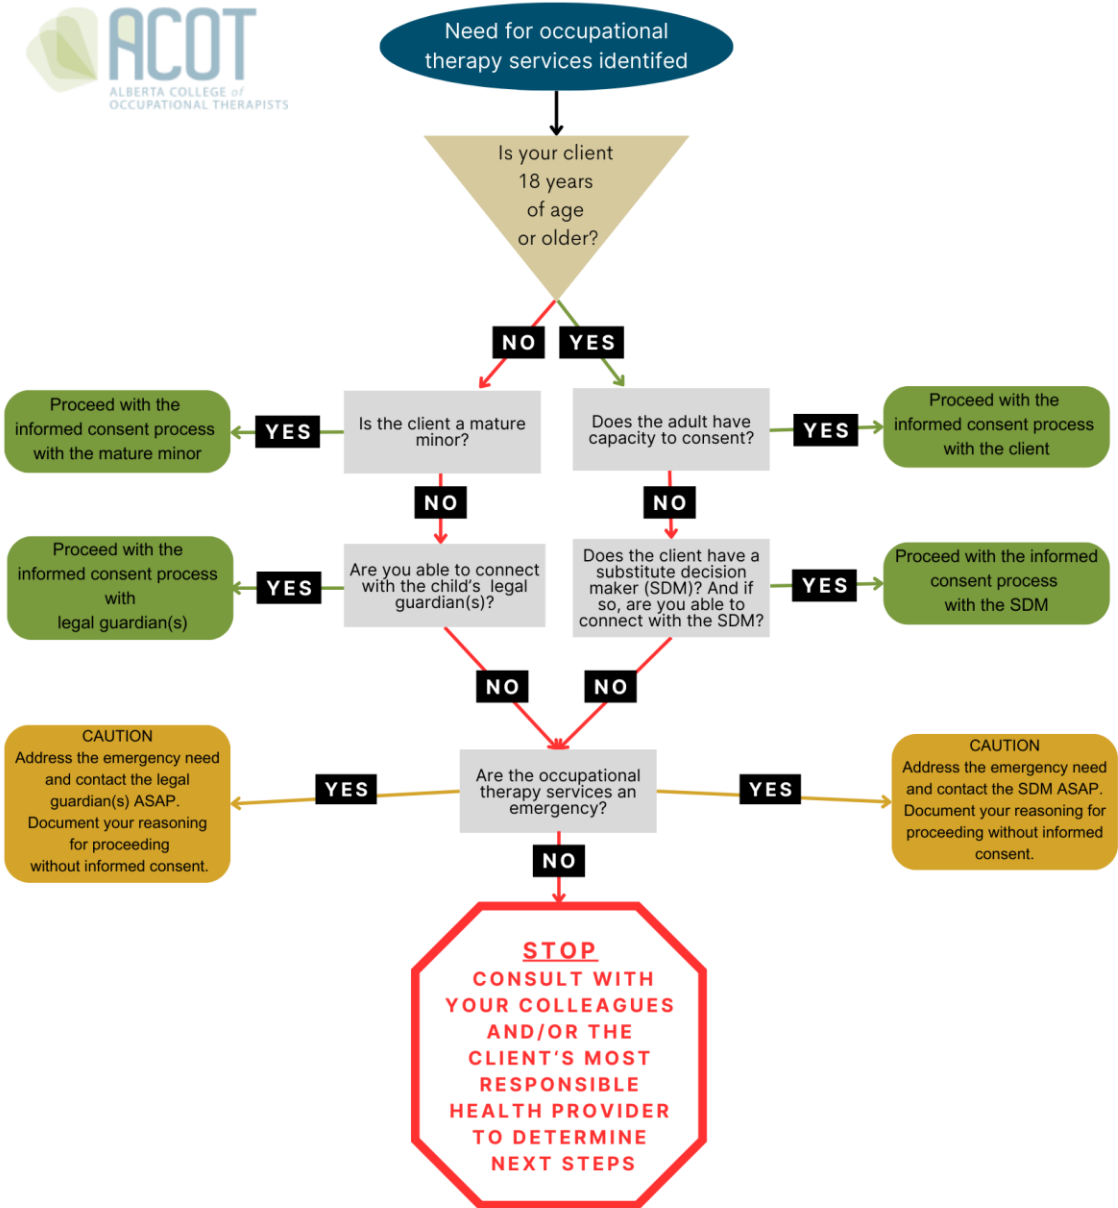 ACOT
ALBERTA COLLEGE of
OCCUPATIONAL THERAPISTS
Need for occupational
therapy services identifed
Is your client
18 years
of age
or older?
NO
YES
Proceed with the
informed consent process
with the mature minor
YES
Is the client a mature
minor?
Does the adult have
capacity to consent?
YES
Proceed with the
informed consent process
with the client
NO
NO
Proceed with the
informed consent process
with
legal guardian(s)
YES
Are you able to connect
with the child's legal
guardian(s)?
Does the client have a
substitute decision
maker (SDM)? And if
so, are you able to
connect with the SDM?
YES
Proceed with the informed
consent process
with the SDM
NO
NO
CAUTION
Address the emergency need
and contact the legal
guardian(s) ASAP.
Document your reasoning
for proceeding
without informed consent.
YES
Are the occupational
therapy services an
emergency?
YES
CAUTION
Address the emergency need
and contact the SDM ASAP.
Document your reasoning for
proceeding without informed
consent.
NO
STOP
CONSULT WITH
YOUR COLLEAGUES
AND/OR THE
CLIENT'S MOST
RESPONSIBLE
HEALTH PROVIDER
TO DETERMINE
NEXT STEPS